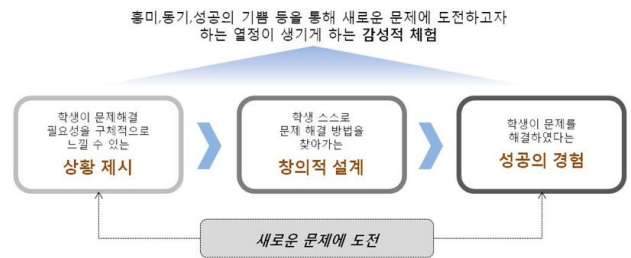 흥미,동기,성공의 기쁨 등을 통해 새로운 문제에 도전하고자
하는 열정이 생기게 하는 감성적 체험
학생이 문제해결
필요성을 구체적으로
느낄 수 있는
상황 제시
학생 스스로
문제 해결 방법을
찾아가는
창의적 설계
학생이 문제를
해결하였다는
성공의 경험
새로운 문제에 도전